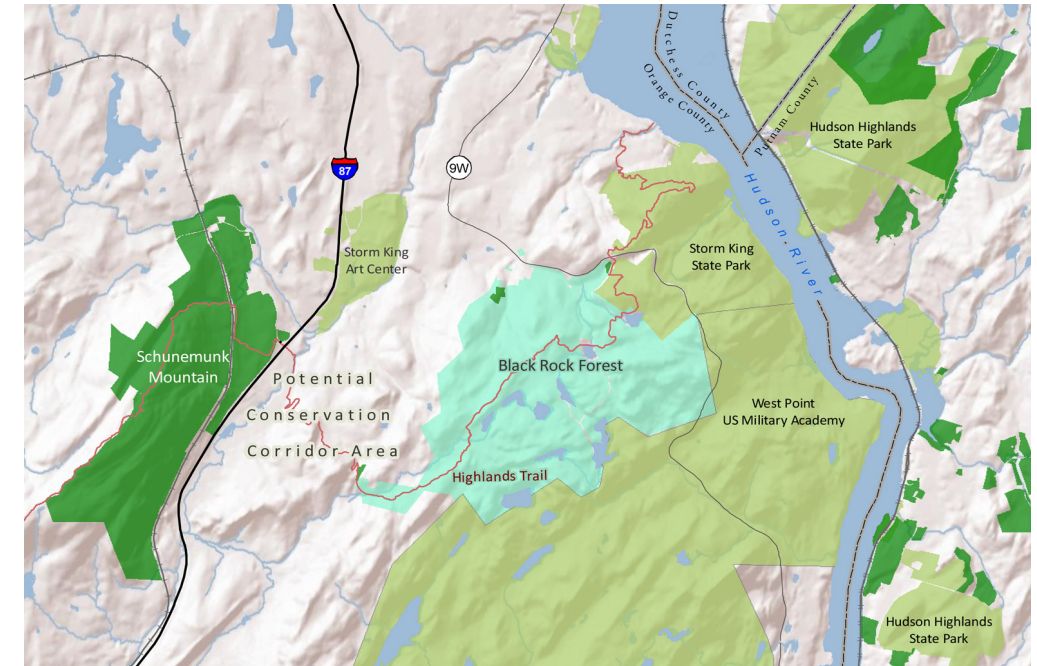 Dutchess County
Orange County
Putnam County
Hudson Highlands
State Park
9W
87
Hudson River
Storm King
Art Center
Storm King
State Park
Schunemunk
Mountain
Potential
Conservation
Corridor Area
Black Rock Forest
West Point
US Military Academy
Highlands Trail
Hudson Highlands
State Park